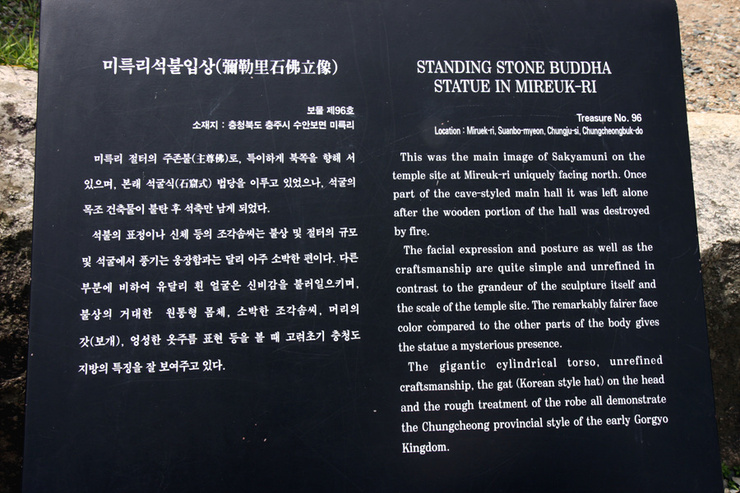 미륵리석불입상(彌勒里石佛立像)
보물 제96호
소재지 : 충청북도 충주시 수안보면 미륵리
미륵리 절터의 주존불(主尊佛)로, 특이하게 북쪽을 향해 서
있으며, 본래 석굴식(石窟式) 법당을 이루고 있었으나, 석굴의
목조 건축물이 불탄 후 석축만 남게 되었다.
석불의 표정이나 신체 등의 조각솜씨는 불상 및 절터의 규모
및 석굴에서 풍기는 웅장함과는 달리 아주 소박한 편이다. 다른
부분에 비하여 유달리 흰 얼굴은 신비감을 불러일으키며,
불상의 거대한 원통형 몸체, 소박한 조각솜씨, 머리의
갓(보개), 엉성한 옷주름 표현 등을 볼 때 고려초기 충청도
지방의 특징을 잘 보여주고 있다.
STANDING STONE BUDDHA
STATUE IN MIREUK-RI
Treasure No. 96
Location : Miruek-ri, Suanbo-myeon, Chungju-si, Chungcheongbuk-do
This was the main image of Sakyamuni on the
temple site at Mireuk-ri uniquely facing north. Once
part of the cave-styled main hall it was left alone
after the wooden portion of the hall was destroyed
by fire.
The facial expression and posture as well as the
craftsmanship are quite simple and unrefined in
contrast to the grandeur of the sculpture itself and
the scale of the temple site. The remarkably fairer face
color compared to the other parts of the body gives
the statue a mysterious presence.
The gigantic cylindrical torso, unrefined
craftsmanship, the gat (Korean style hat) on the head
and the rough treatment of the robe all demonstrate
the Chungcheong provincial style of the early Gorgyo
Kingdom.